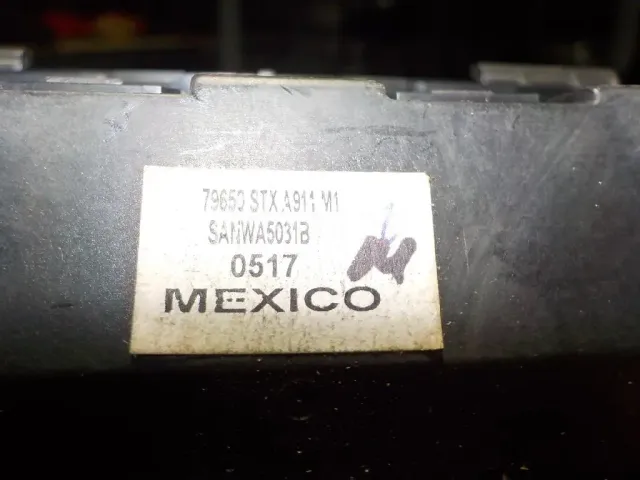 79650 STX A911 M1
SANWA5031B
0517
MEXICO